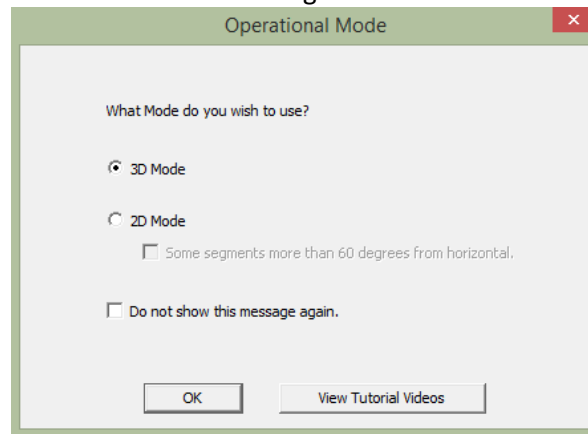 Operational Mode
What Mode do you wish to use?
3D Mode
2D Mode
Some segments more than 60 degrees from horizontal.
Do not show this message again.
OK View Tutorial Videos